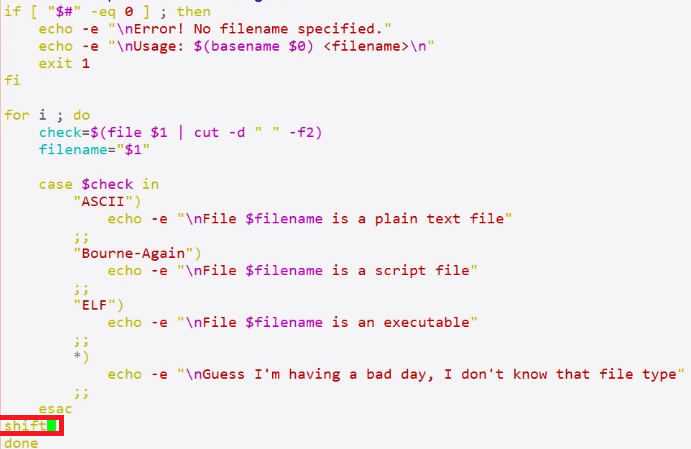 if [ "$#" -eq 0 ] ; then
    echo -e "\nError! No filename specified."
    echo -e "\nUsage: $(basename $0) <filename>\n"
    exit 1
fi

for i ; do
    check=$(file $1 | cut -d " " -f2)
    filename="$1"

    case $check in
        "ASCII")
            echo -e "\nFile $filename is a plain text file"
        ;;
        "Bourne-Again")
            echo -e "\nFile $filename is a script file"
        ;;
        "ELF")
            echo -e "\nFile $filename is an executable"
        ;;
        *)
            echo -e "\nGuess I'm having a bad day, I don't know that file type"
        ;;
    esac
shift
done